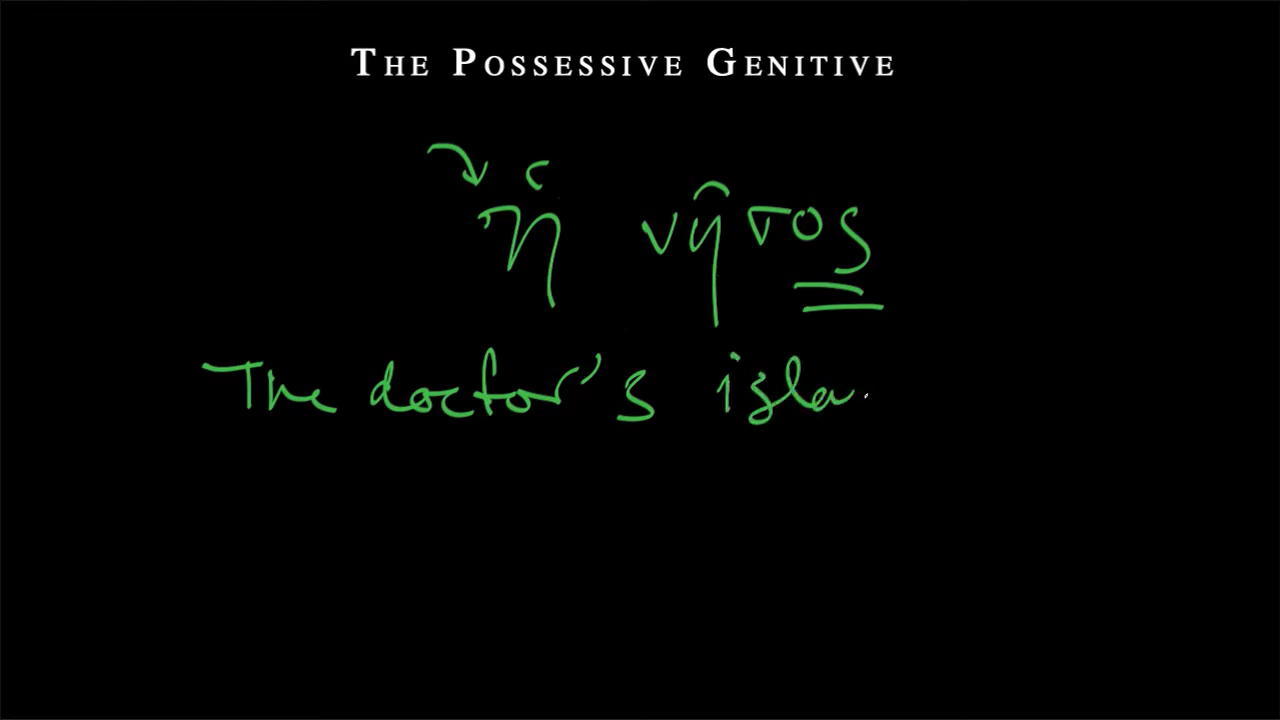 THE POSSESSIVE GENITIVE
ἡ νῆσος
The doctor's isla